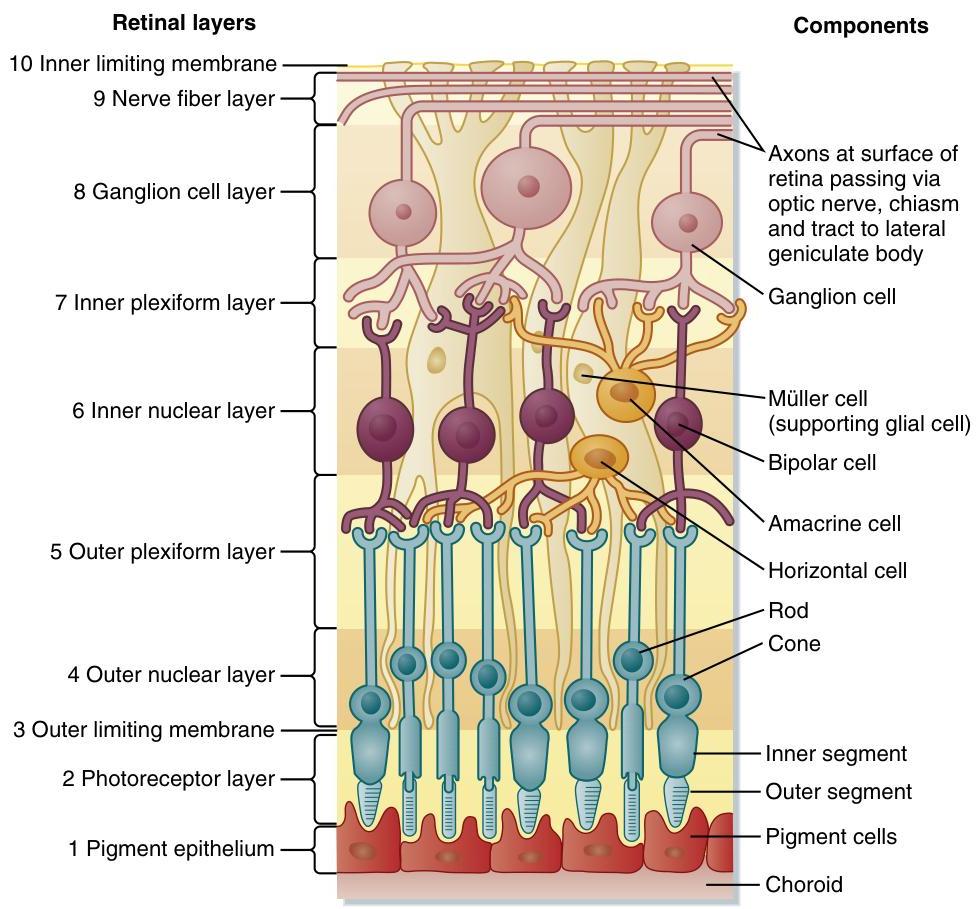 Retinal layers
Components
10 Inner limiting membrane
9 Nerve fiber layer
8 Ganglion cell layer
7 Inner plexiform layer
6 Inner nuclear layer
5 Outer plexiform layer
4 Outer nuclear layer
3 Outer limiting membrane
2 Photoreceptor layer
1 Pigment epithelium
Axons at surface of
retina passing via
optic nerve, chiasm
and tract to lateral
geniculate body
Ganglion cell
Müller cell
(supporting glial cell)
Bipolar cell
Amacrine cell
Horizontal cell
Rod
Cone
Inner segment
Outer segment
Pigment cells
Choroid